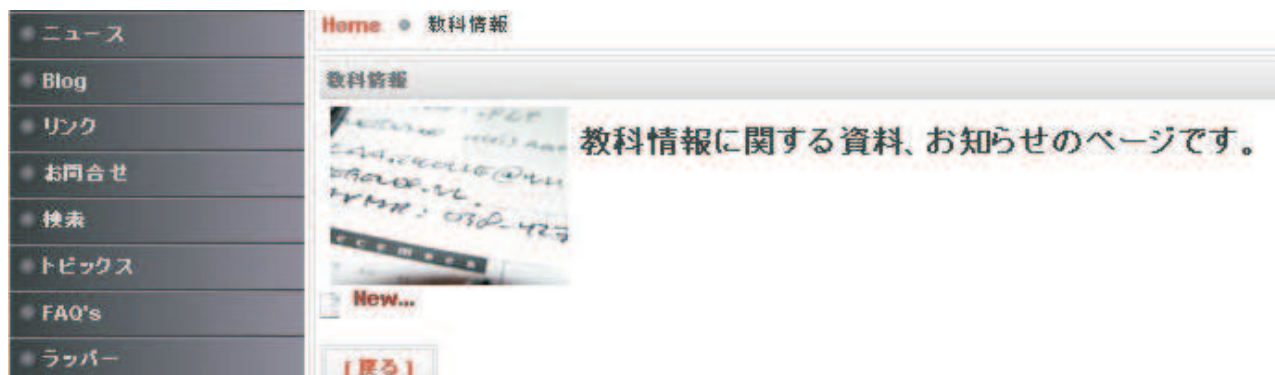 ニュース
Blog
リンク
お問合せ
検索
トピックス
FAQ's
ラッパー
Home 教科情報
教科情報
教科情報に関する資料、お知らせのページです。
New...
[戻る]